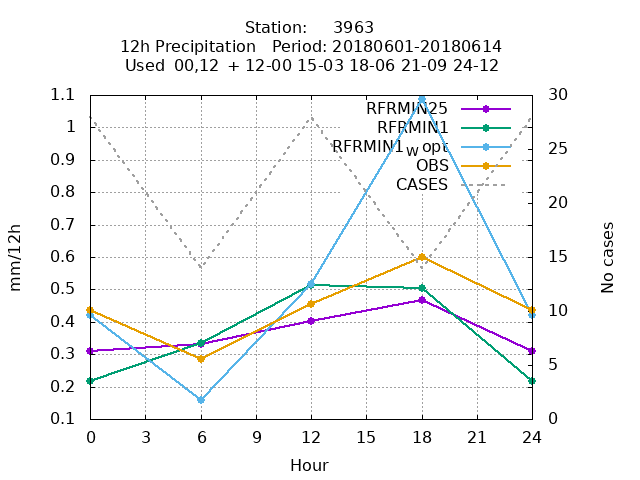 Station: 3963
12h Precipitation Period: 20180601-20180614
Used 00,12 + 12-00 15-03 18-06 21-09 24-12
RFRMIN25
RFRMIN1
RFRMIN1w opt
OBS
CASES
1.1
1
0.9
0.8
0.7
0.6
0.5
0.4
0.3
0.2
0.1
mm/12h
30
25
20
15
10
5
0
No cases
0 3 6 9 12 15 18 21 24
Hour